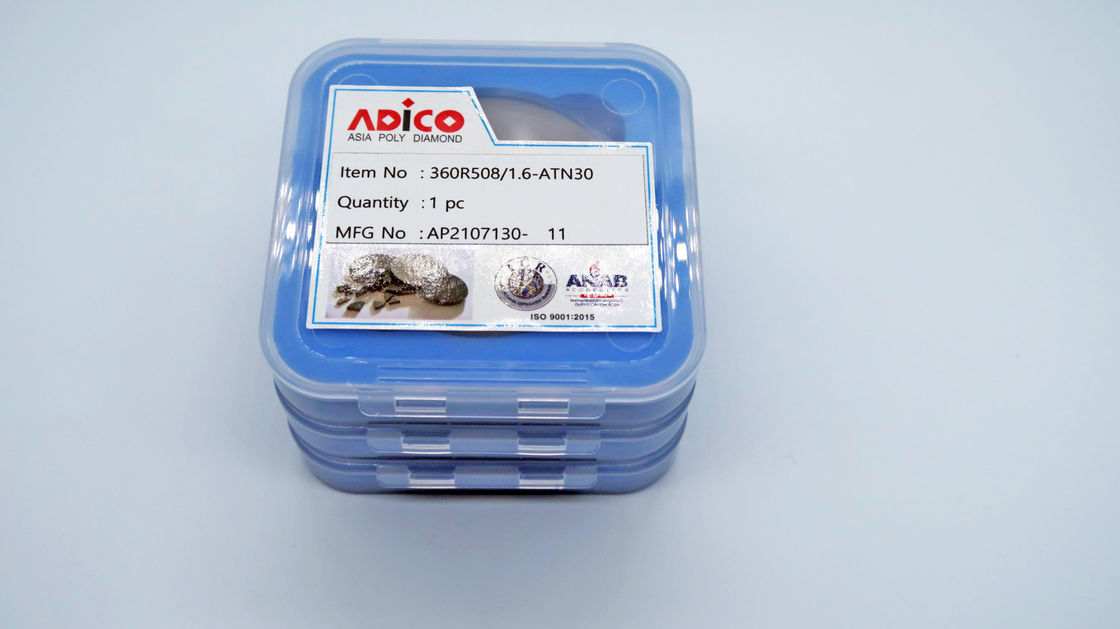 ADiCO
ASIA POLY DIAMOND
Item No : 360R508/1.6-ATN30
Quantity : 1 pc
MFG No : AP2107130- 11
ANAB
ACCREDITED
ISO 9001:2015